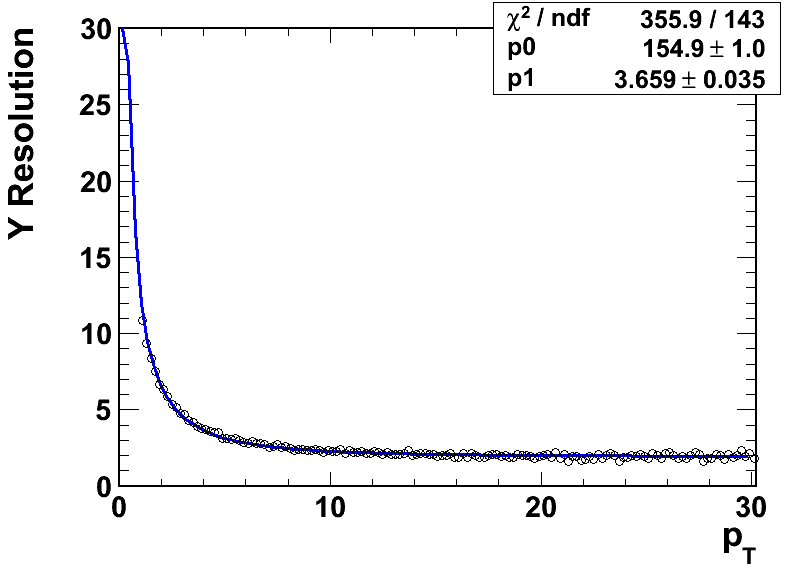 χ² / ndf 355.9 / 143
p0 154.9 ± 1.0
p1 3.659 ± 0.035
Y Resolution
30
25
20
15
10
5
0
0 10 20 30
p_T